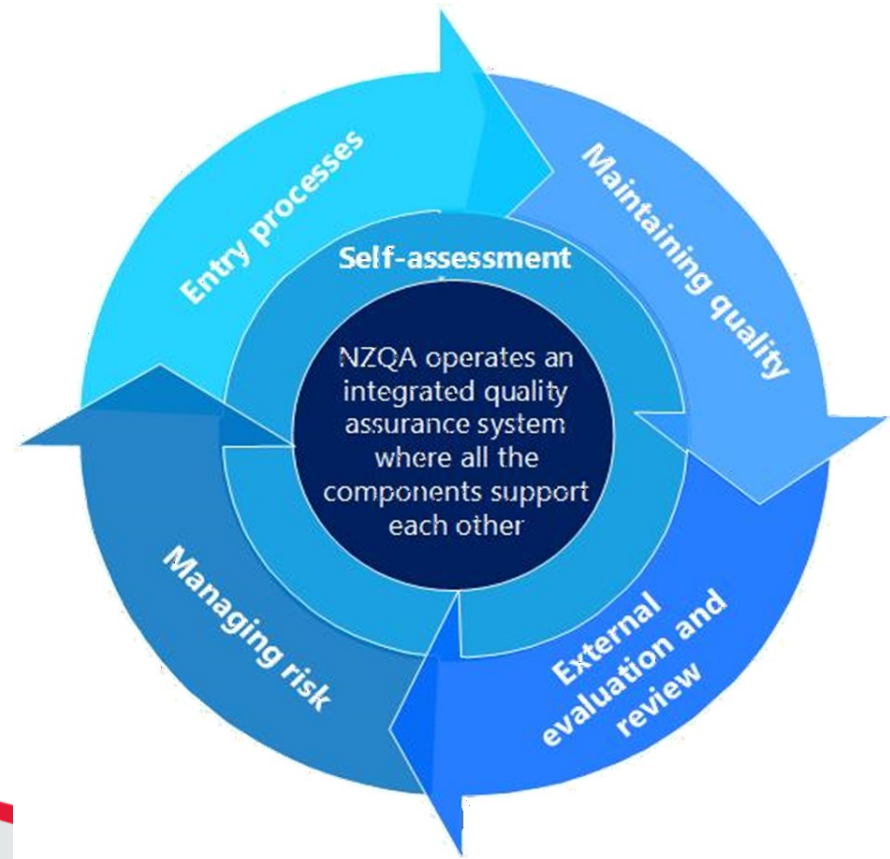 Entry processes
Maintaining quality
External
evaluation and
review
Managing risk
Self-assessment
NZQA operates an
integrated quality
assurance system
where all the
components support
each other